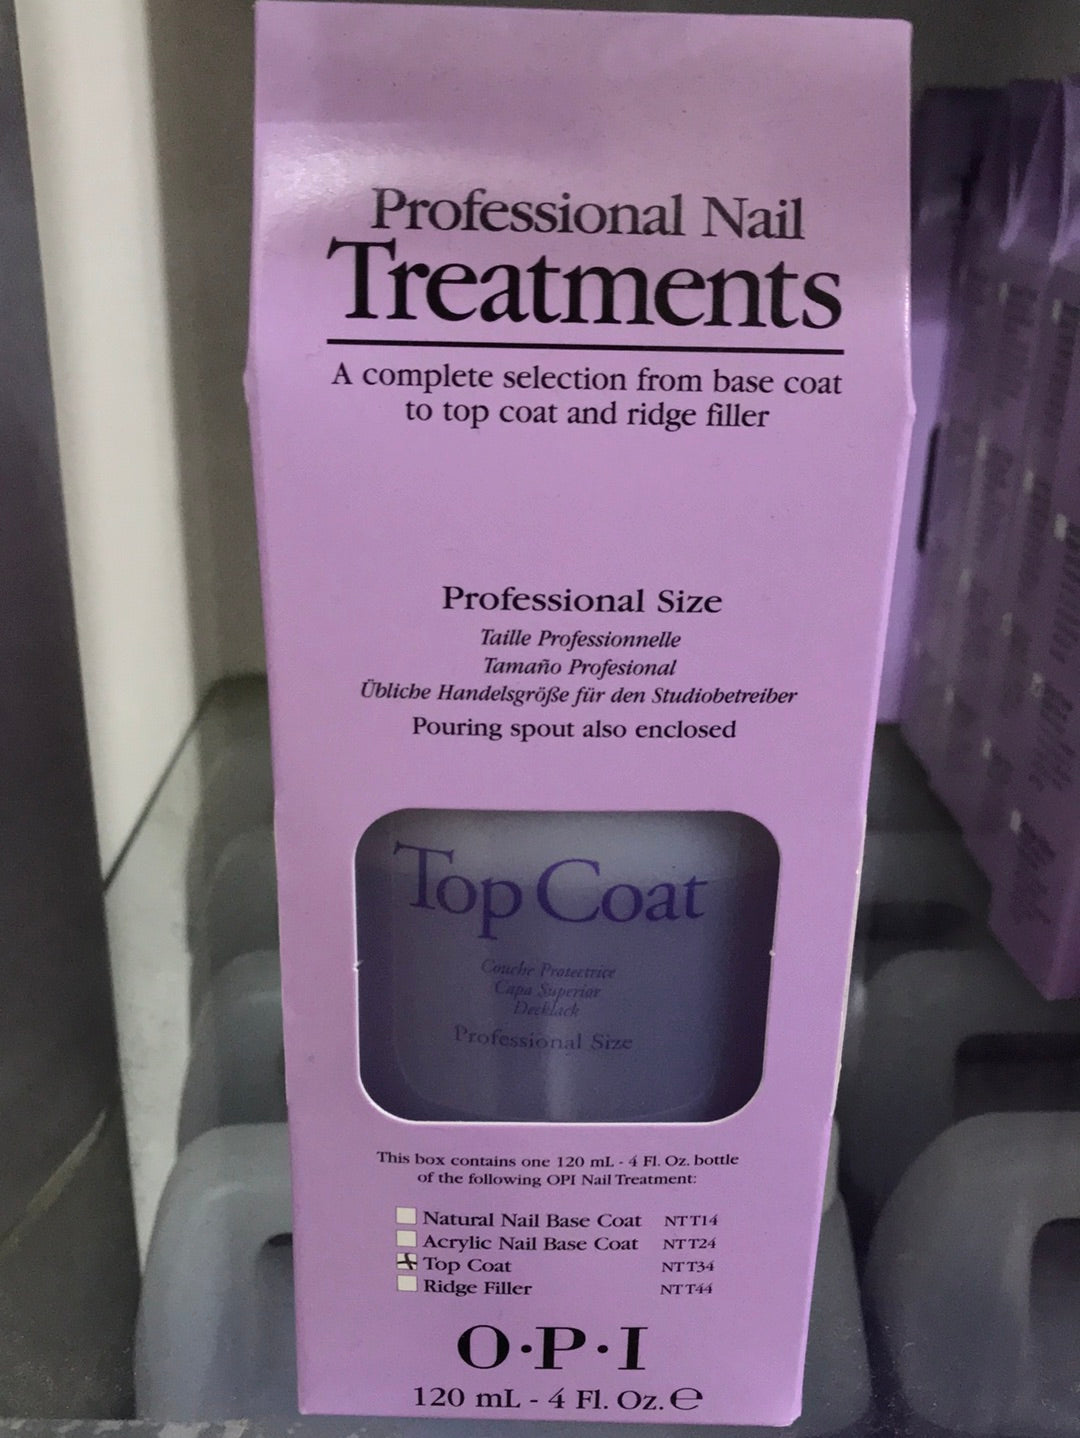 Professional Nail
Treatments
A complete selection from base coat
to top coat and ridge filler
Professional Size
Taille Professionnelle
Tamaño Profesional
Übliche Handelsgröße für den Studiobetreiber
Pouring spout also enclosed
Top Coat
Couche Protectrice
Capa Superior
Decklack
Professional Size
This box contains one 120 mL - 4 Fl. Oz. bottle
of the following OPI Nail Treatment:
Natural Nail Base Coat NTT14
Acrylic Nail Base Coat NTT24
Top Coat NTT34
Ridge Filler NTT44
O·P·I
120 mL - 4 Fl. Oz. ℮